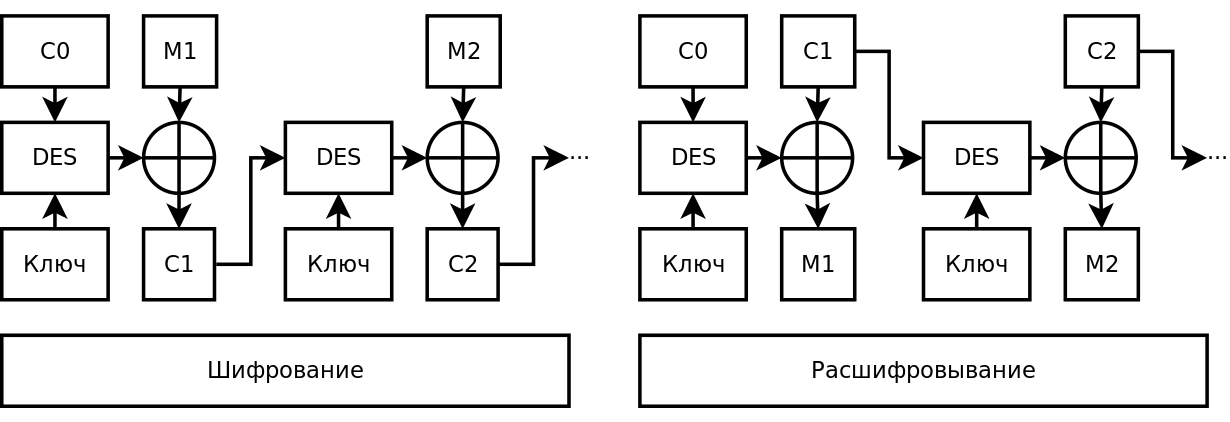 C0
M1
M2
C0
C1
C2
DES
DES
...
DES
DES
...
Ключ
C1
Ключ
C2
Ключ
M1
Ключ
M2
Шифрование
Расшифровывание